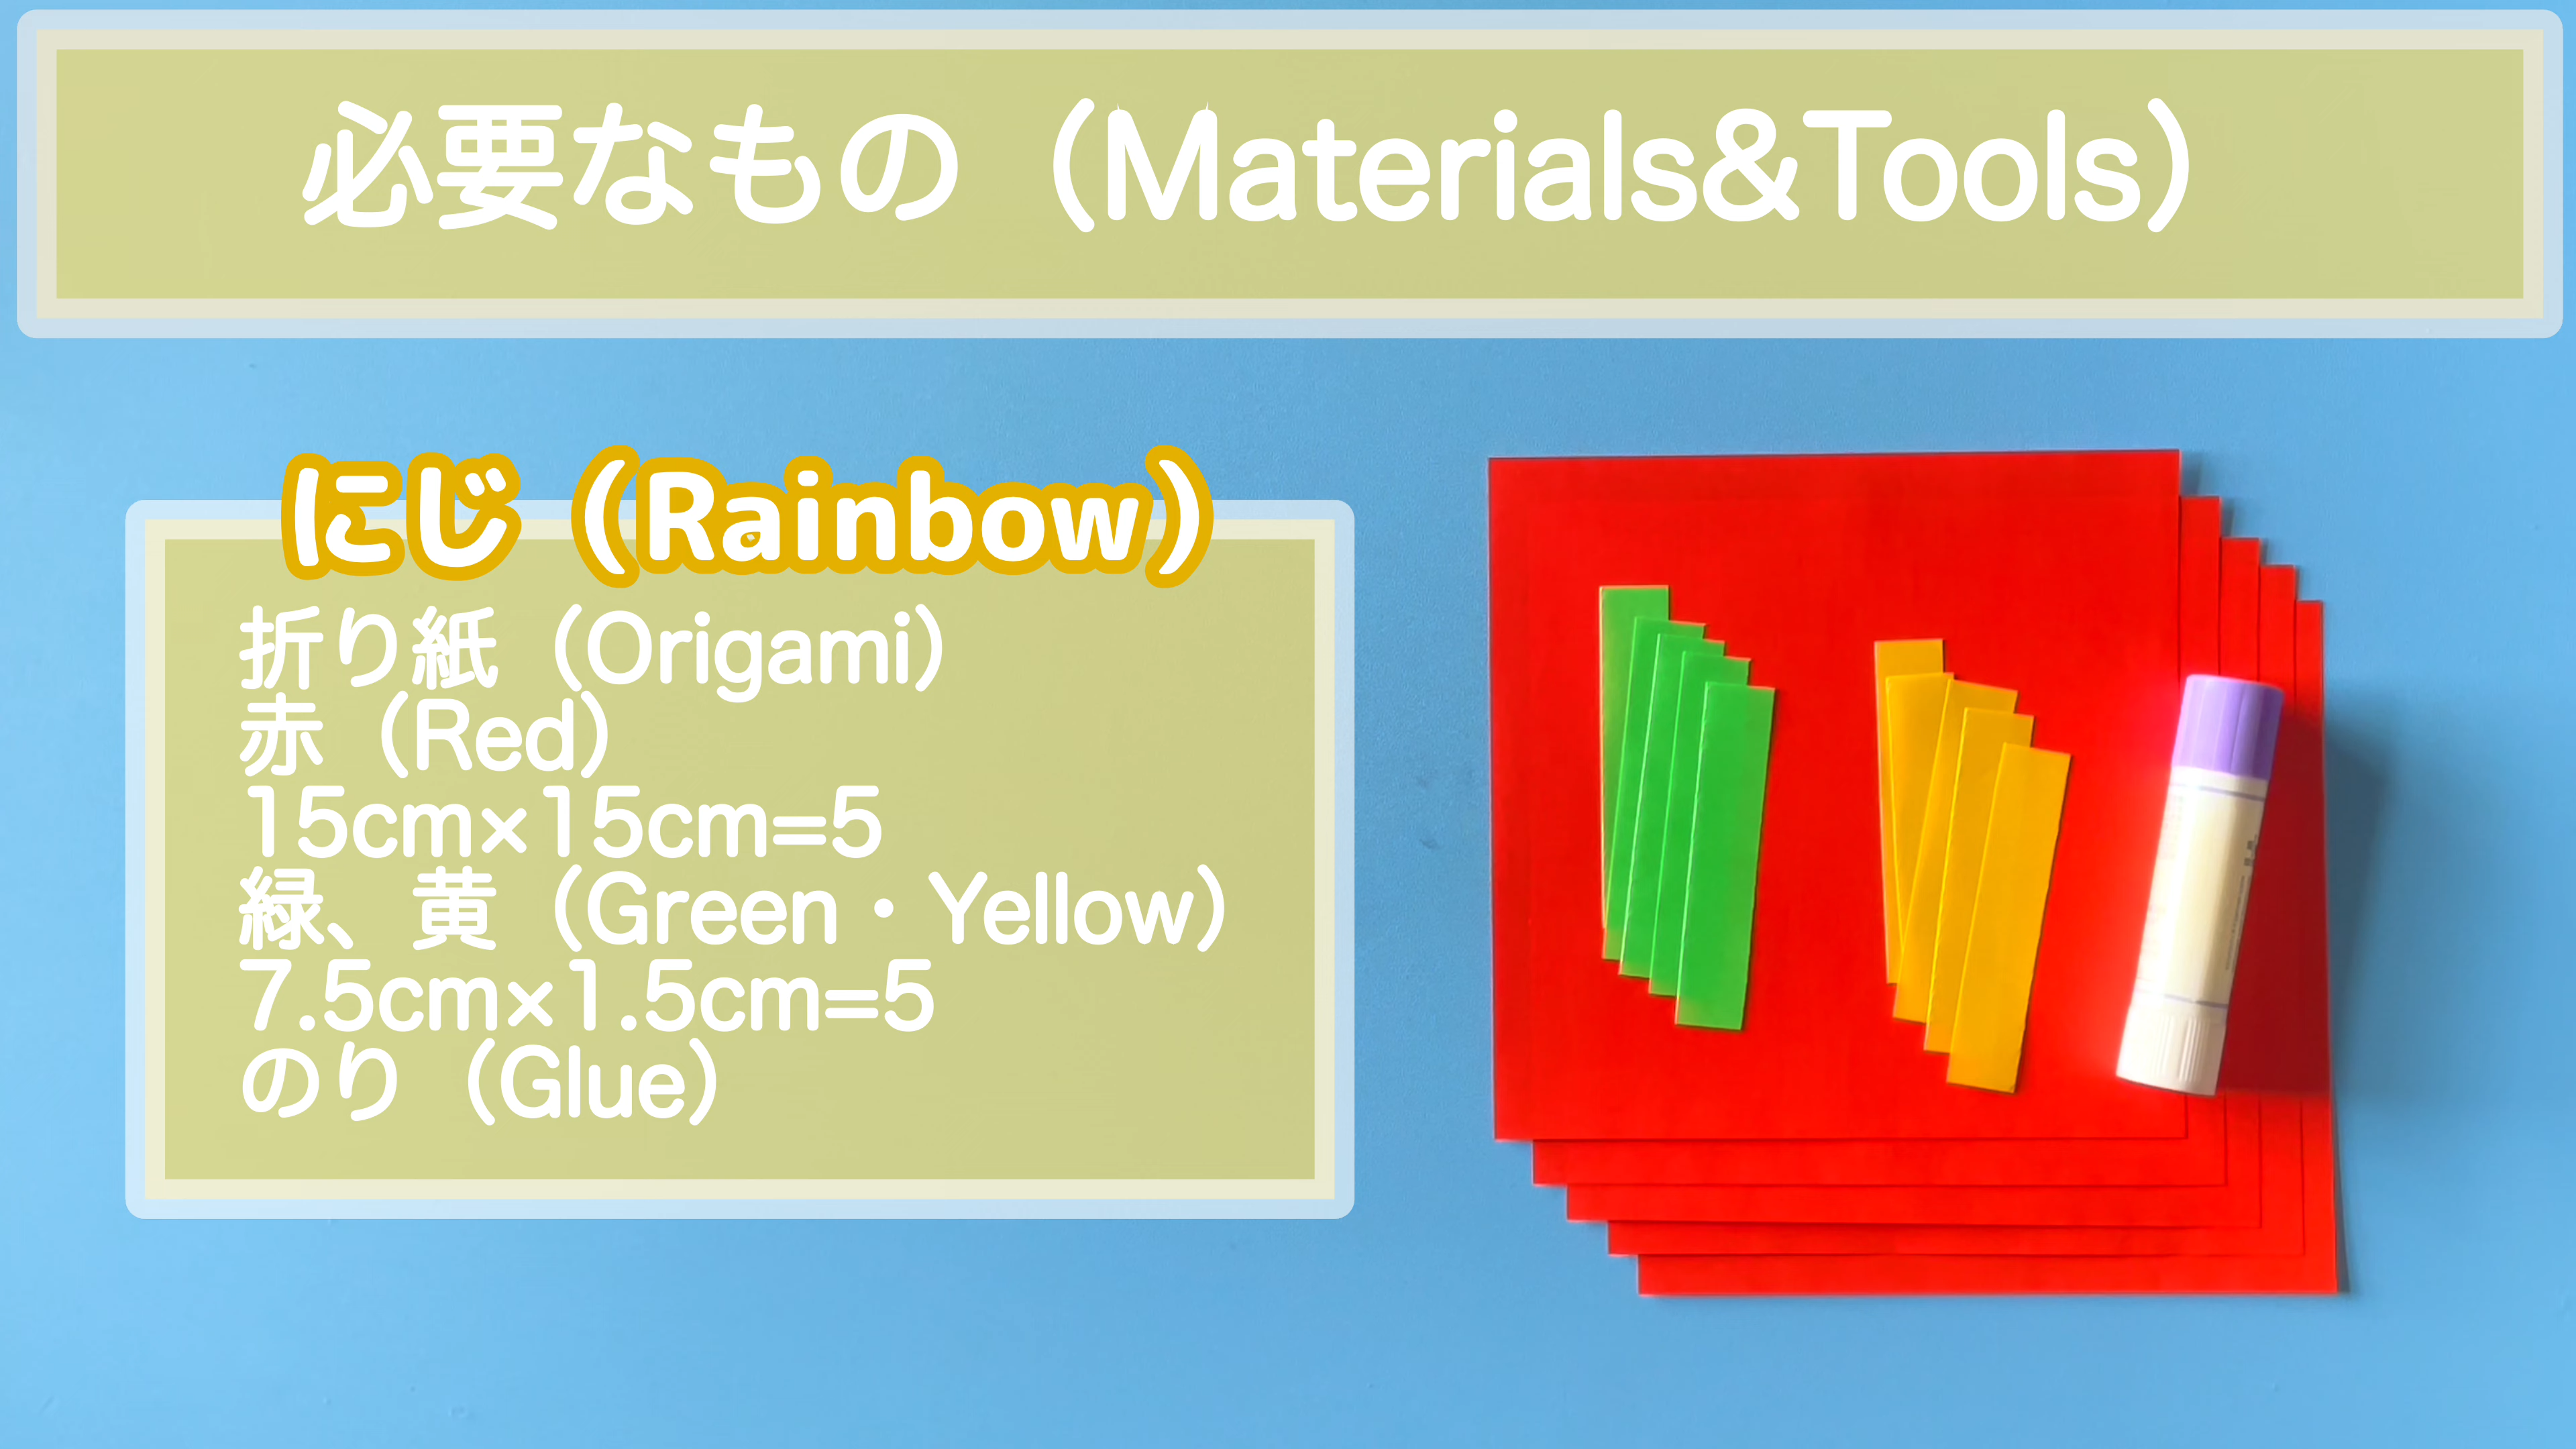 必要なもの（Materials&Tools）
にじ（Rainbow）
折り紙（Origami）
赤（Red）
15cm×15cm=5
緑、黄（Green・Yellow）
7.5cm×1.5cm=5
のり（Glue）